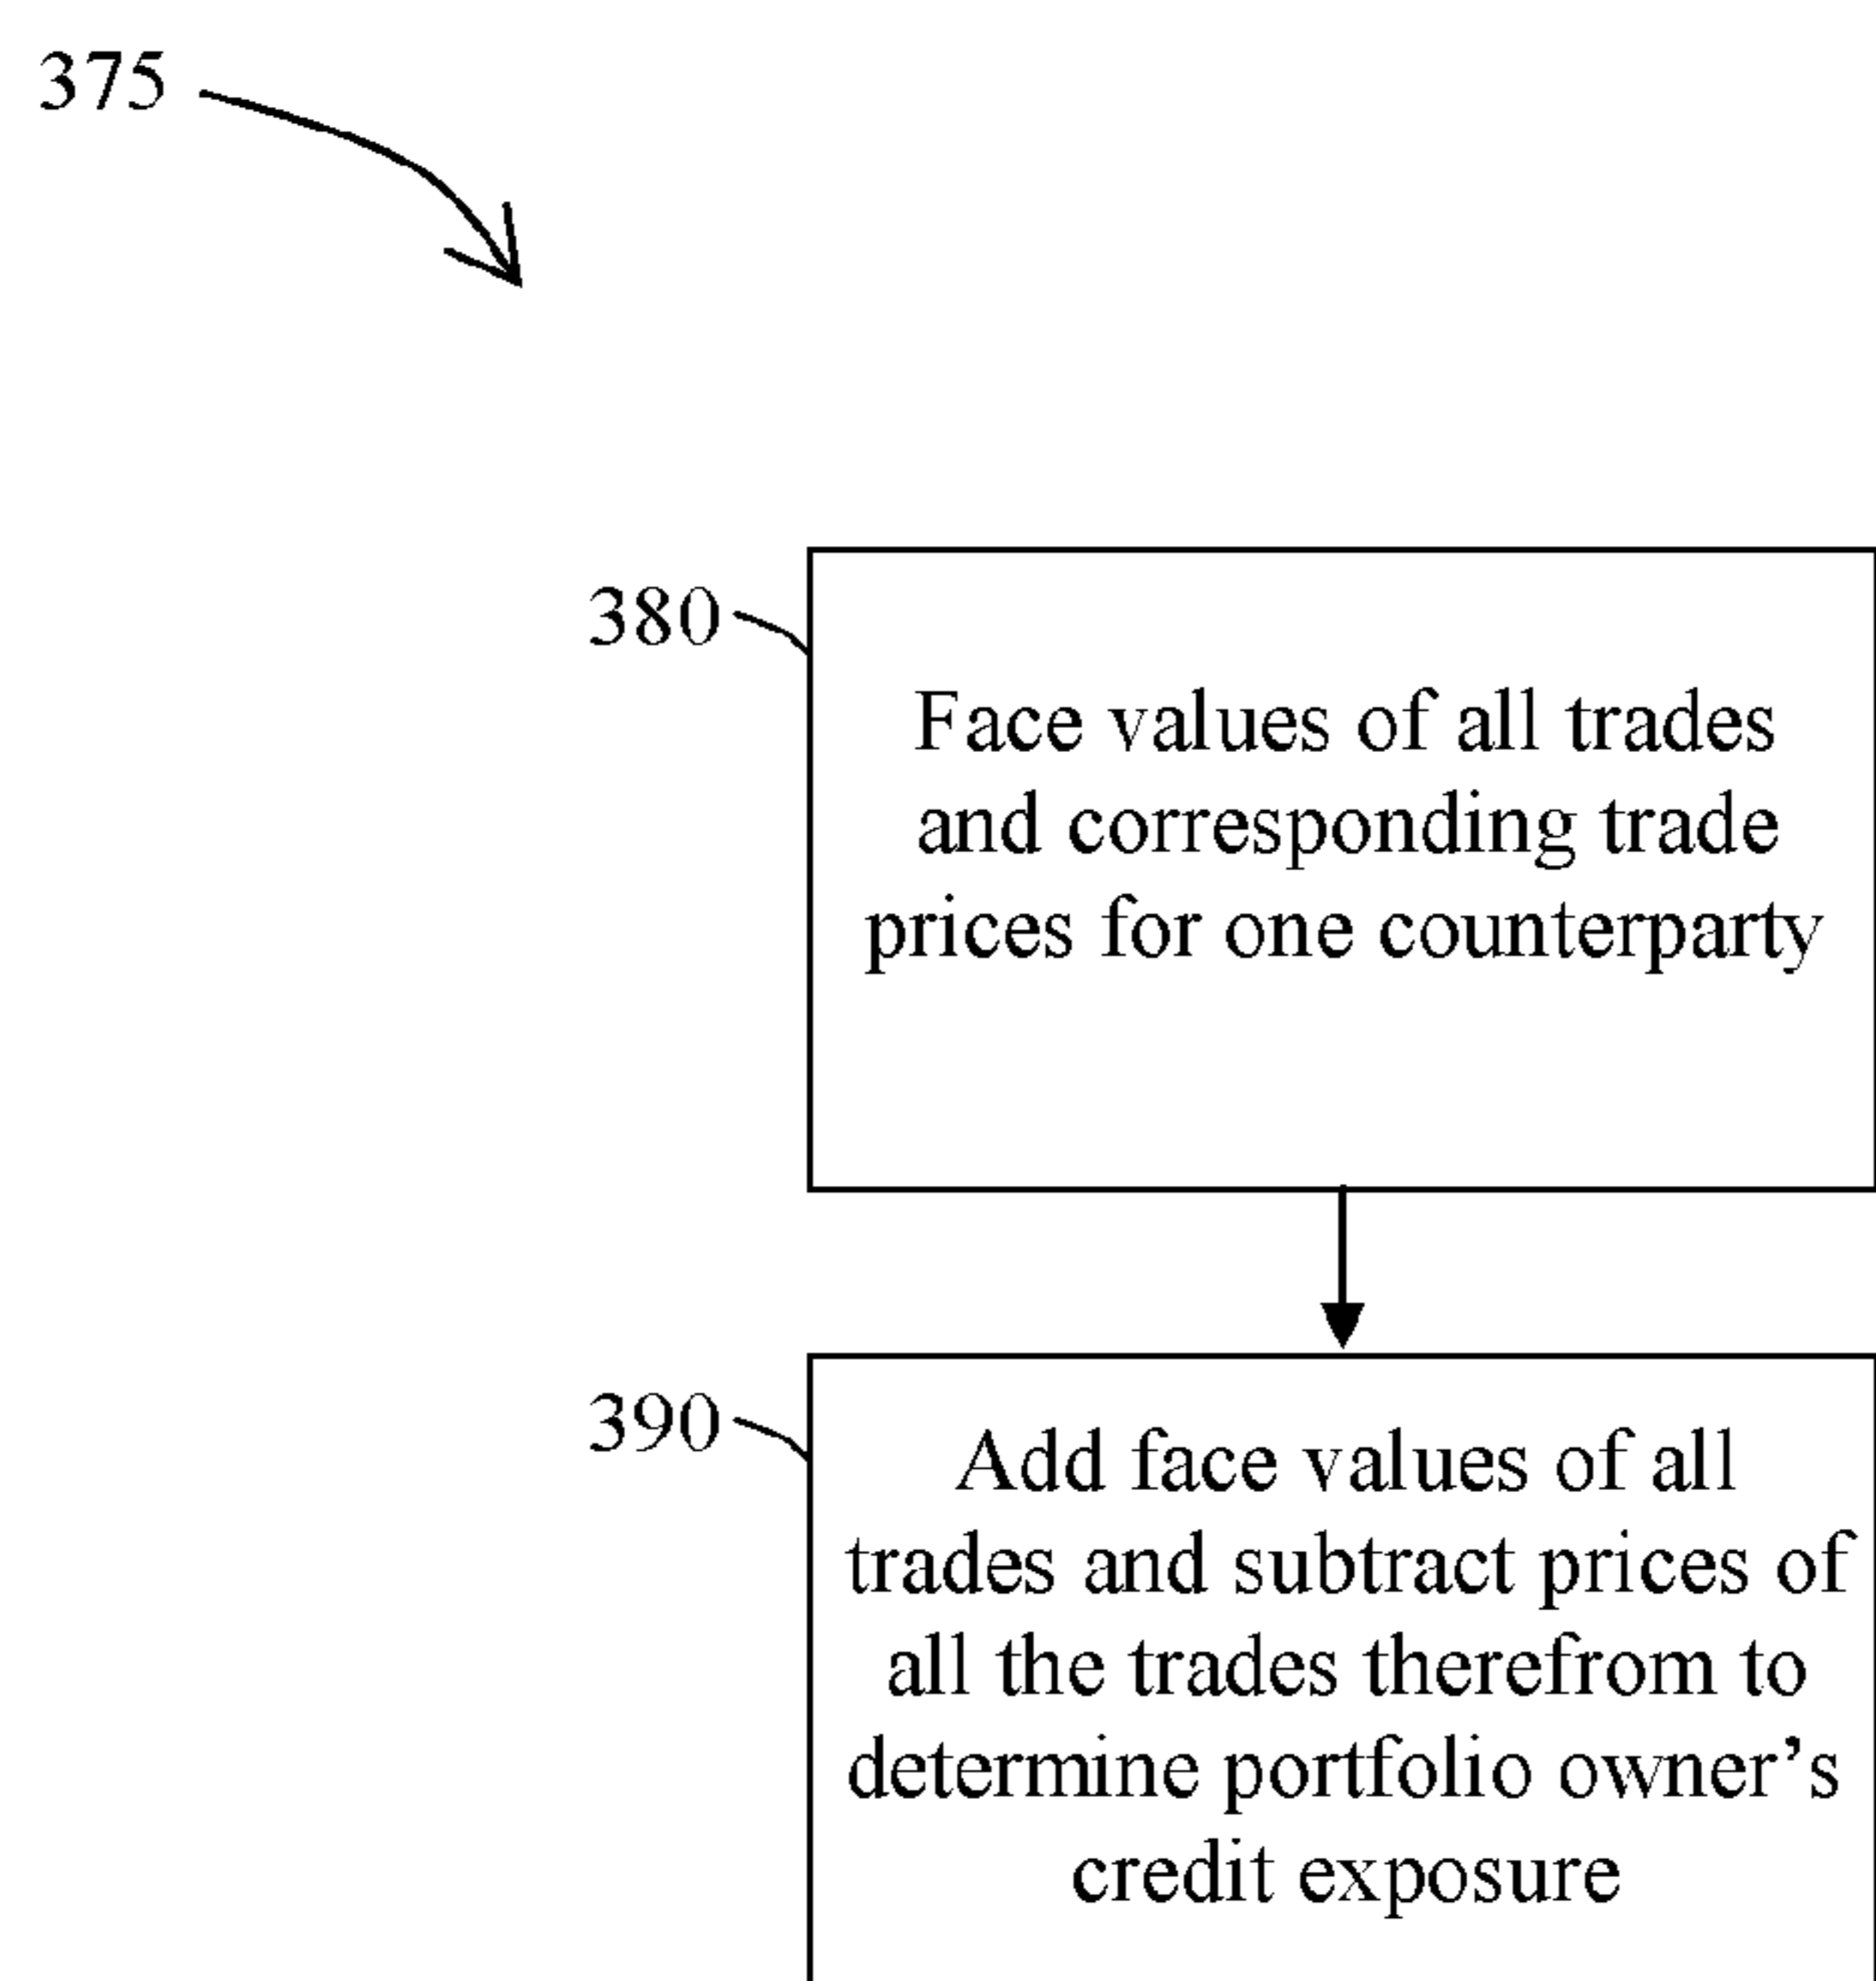 375
380
Face values of all trades
and corresponding trade
prices for one counterparty
390
Add face values of all
trades and subtract prices of
all the trades therefrom to
determine portfolio owner’s
credit exposure